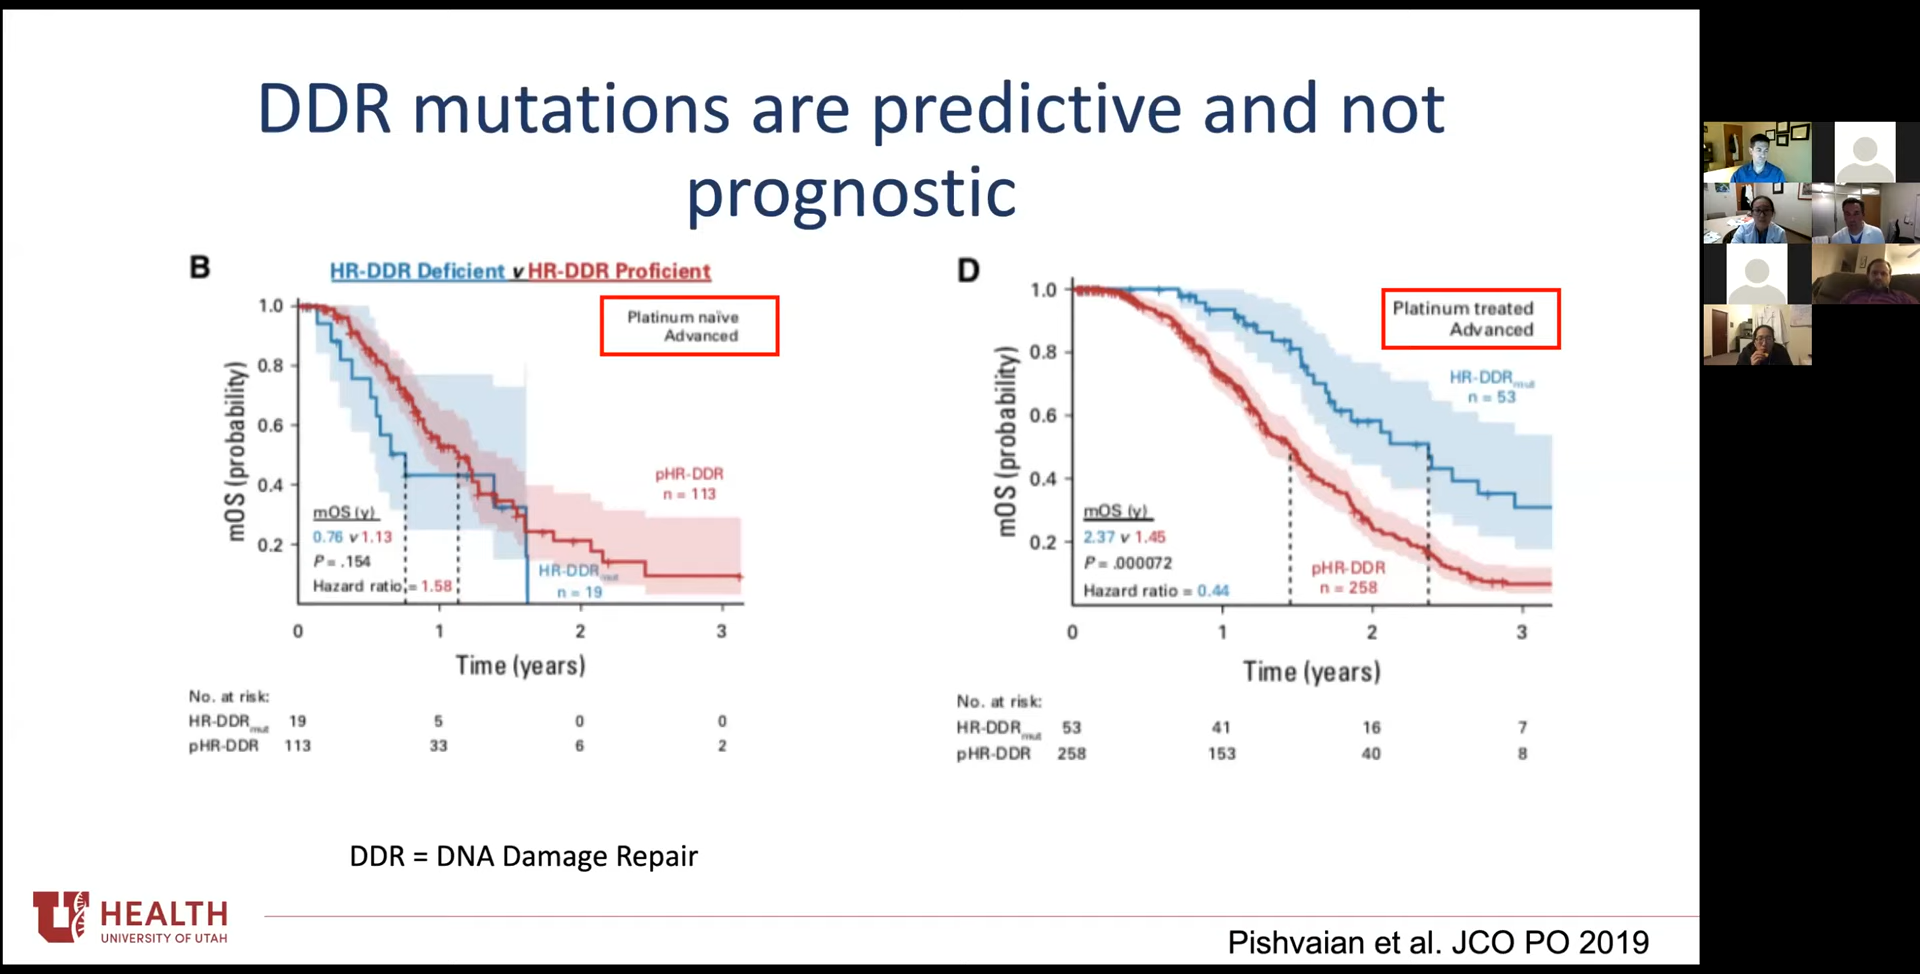 DDR mutations are predictive and not
prognostic
B
HR-DDR Deficient v HR-DDR Proficient
Platinum naïve
Advanced
1.0
0.8
0.6
0.4
0.2
mOS (probability)
pHR-DDR
n = 113
mOS (y)
0.76 v 1.13
P = .154
Hazard ratio = 1.58
HR-DDRmut
n = 19
0 1 2 3
Time (years)
No. at risk:
HR-DDRmut 19 5 0 0
pHR-DDR 113 33 6 2
D
Platinum treated
Advanced
1.0
0.8
0.6
0.4
0.2
mOS (probability)
HR-DDRmut
n = 53
mOS (y)
2.37 v 1.45
P = .000072
Hazard ratio = 0.44
pHR-DDR
n = 258
0 1 2 3
Time (years)
No. at risk:
HR-DDRmut 53 41 16 7
pHR-DDR 258 153 40 8
DDR = DNA Damage Repair
U HEALTH
UNIVERSITY OF UTAH
Pishvaian et al. JCO PO 2019